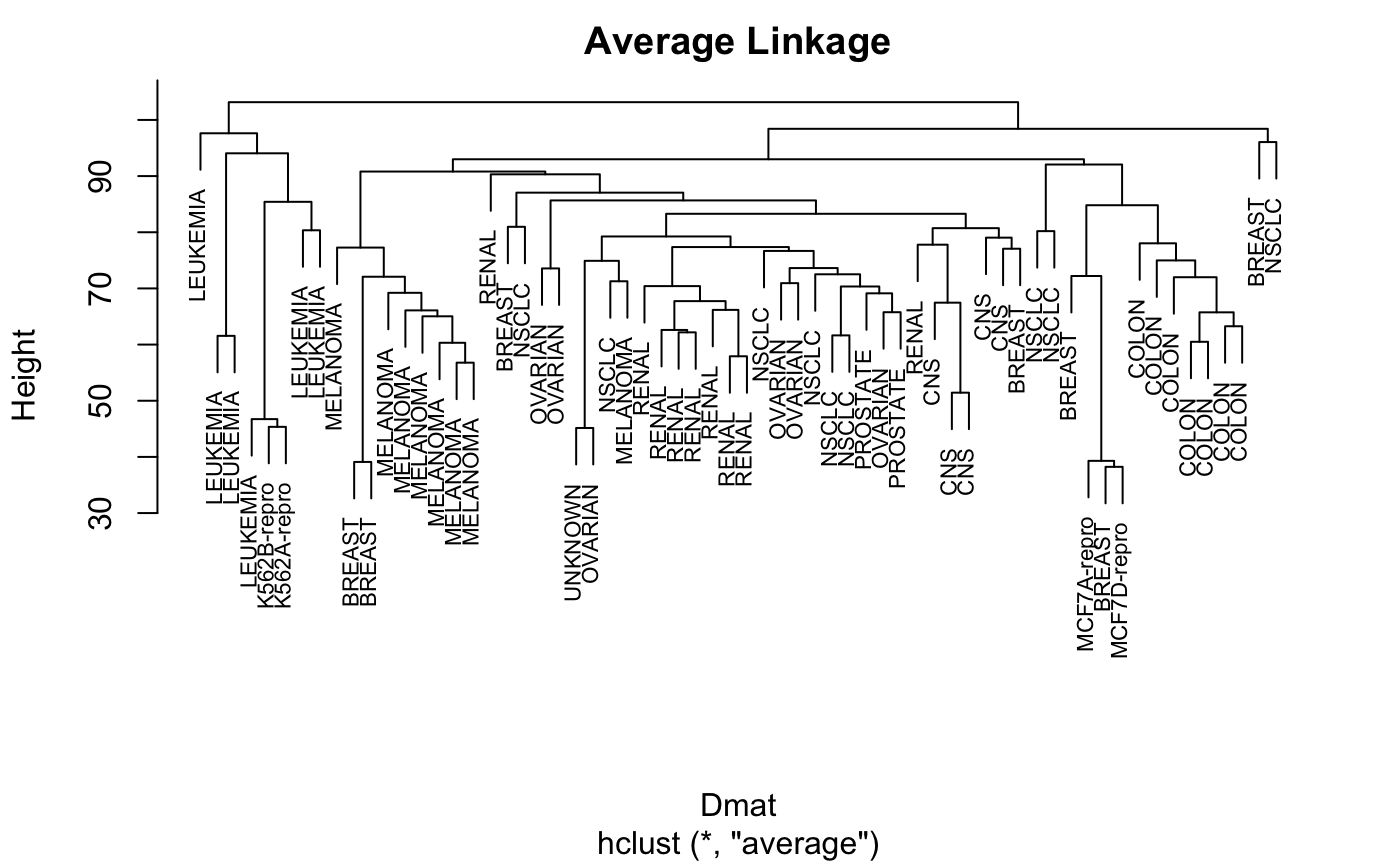 Average Linkage
Height
90
70
50
30
LEUKEMIA
LEUKEMIA
LEUKEMIA
LEUKEMIA
K562B-repro
K562A-repro
LEUKEMIA
LEUKEMIA
MELANOMA
BREAST
BREAST
MELANOMA
MELANOMA
MELANOMA
MELANOMA
MELANOMA
MELANOMA
RENAL
BREAST
NSCLC
OVARIAN
OVARIAN
UNKNOWN
OVARIAN
NSCLC
MELANOMA
RENAL
RENAL
RENAL
RENAL
RENAL
RENAL
RENAL
NSCLC
OVARIAN
OVARIAN
NSCLC
NSCLC
NSCLC
PROSTATE
OVARIAN
PROSTATE
RENAL
CNS
CNS
CNS
CNS
CNS
BREAST
NSCLC
NSCLC
BREAST
MCF7A-repro
BREAST
MCF7D-repro
COLON
COLON
COLON
COLON
COLON
COLON
COLON
BREAST
NSCLC
Dmat
hclust (*, "average")